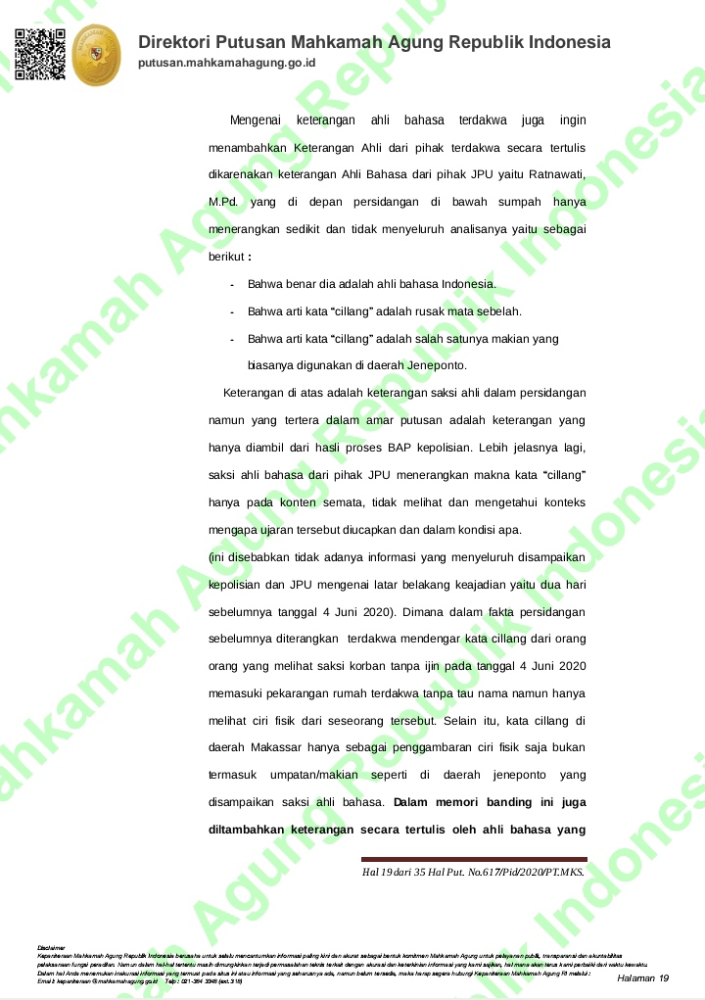 Direktori Putusan Mahkamah Agung Republik Indonesia
putusan.mahkamahagung.go.id
Mengenai keterangan ahli bahasa terdakwa juga ingin
menambahkan Keterangan Ahli dari pihak terdakwa secara tertulis
dikarenakan keterangan Ahli Bahasa dari pihak JPU yaitu Ratnawati,
M.Pd. yang di depan persidangan di bawah sumpah hanya
menerangkan sedikit dan tidak menyeluruh analisanya yaitu sebagai
berikut :
- Bahwa benar dia adalah ahli bahasa Indonesia.
- Bahwa arti kata “cillang” adalah rusak mata sebelah.
- Bahwa arti kata “cillang” adalah salah satunya makian yang
biasanya digunakan di daerah Jeneponto.
Keterangan di atas adalah keterangan saksi ahli dalam persidangan
namun yang tertera dalam amar putusan adalah keterangan yang
hanya diambil dari hasli proses BAP kepolisian. Lebih jelasnya lagi,
saksi ahli bahasa dari pihak JPU menerangkan makna kata “cillang”
hanya pada konten semata, tidak melihat dan mengetahui konteks
mengapa ujaran tersebut diucapkan dan dalam kondisi apa.
(ini disebabkan tidak adanya informasi yang menyeluruh disampaikan
kepolisian dan JPU mengenai latar belakang keajadian yaitu dua hari
sebelumnya tanggal 4 Juni 2020). Dimana dalam fakta persidangan
sebelumnya diterangkan terdakwa mendengar kata cillang dari orang
orang yang melihat saksi korban tanpa ijin pada tanggal 4 Juni 2020
memasuki pekarangan rumah terdakwa tanpa tau nama namun hanya
melihat ciri fisik dari seseorang tersebut. Selain itu, kata cillang di
daerah Makassar hanya sebagai penggambaran ciri fisik saja bukan
termasuk umpatan/makian seperti di daerah jeneponto yang
disampaikan saksi ahli bahasa. Dalam memori banding ini juga
diltambahkan keterangan secara tertulis oleh ahli bahasa yang
Hal 19 dari 35 Hal Put. No.617/Pid/2020/PT.MKS.
Disclaimer
Kepaniteraan Mahkamah Agung Republik Indonesia berusaha untuk selalu mencantumkan informasi paling kini dan akurat sebagai bentuk komitmen Mahkamah Agung untuk pelayanan publik, transparansi dan akuntabilitas
pelaksanaan fungsi peradilan. Namun dalam hal-hal tertentu masih dimungkinkan terjadi permasalahan teknis terkait dengan akurasi dan keterkinian informasi yang kami sajikan, hal mana akan terus kami perbaiki dari waktu kewaktu.
Dalam hal Anda menemukan inakurasi informasi yang termuat pada situs ini atau informasi yang seharusnya ada, namun belum tersedia, maka harap segera hubungi Kepaniteraan Mahkamah Agung RI melalui :
Email : kepaniteraan@mahkamahagung.go.id Telp : 021-384 3348 (ext.318)
Halaman 19